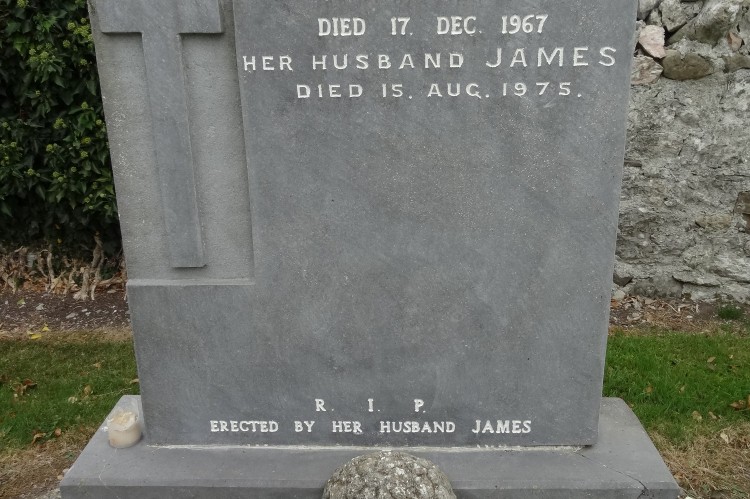 DIED 17. DEC. 1967
HER HUSBAND JAMES
DIED 15. AUG. 1975.
R. I. P.
ERECTED BY HER HUSBAND JAMES